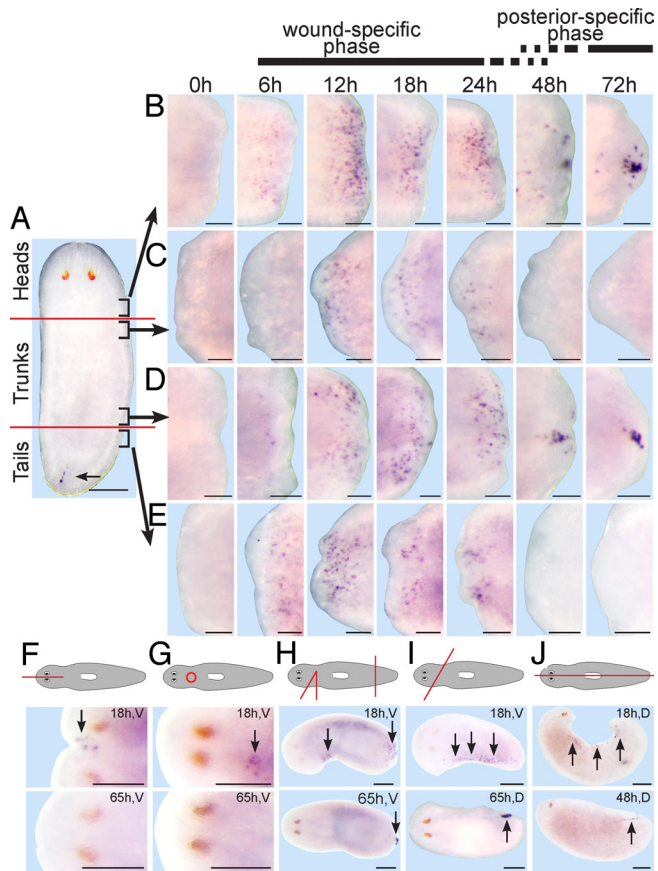 wound-specific
phase
posterior-specific
phase
0h 6h 12h 18h 24h 48h 72h
B
A
C
D
E
Heads
Trunks
Tails
F G H I J
18h,V 18h,V 18h,V 18h,V 18h,D
65h,V 65h,V 65h,V 65h,D 48h,D